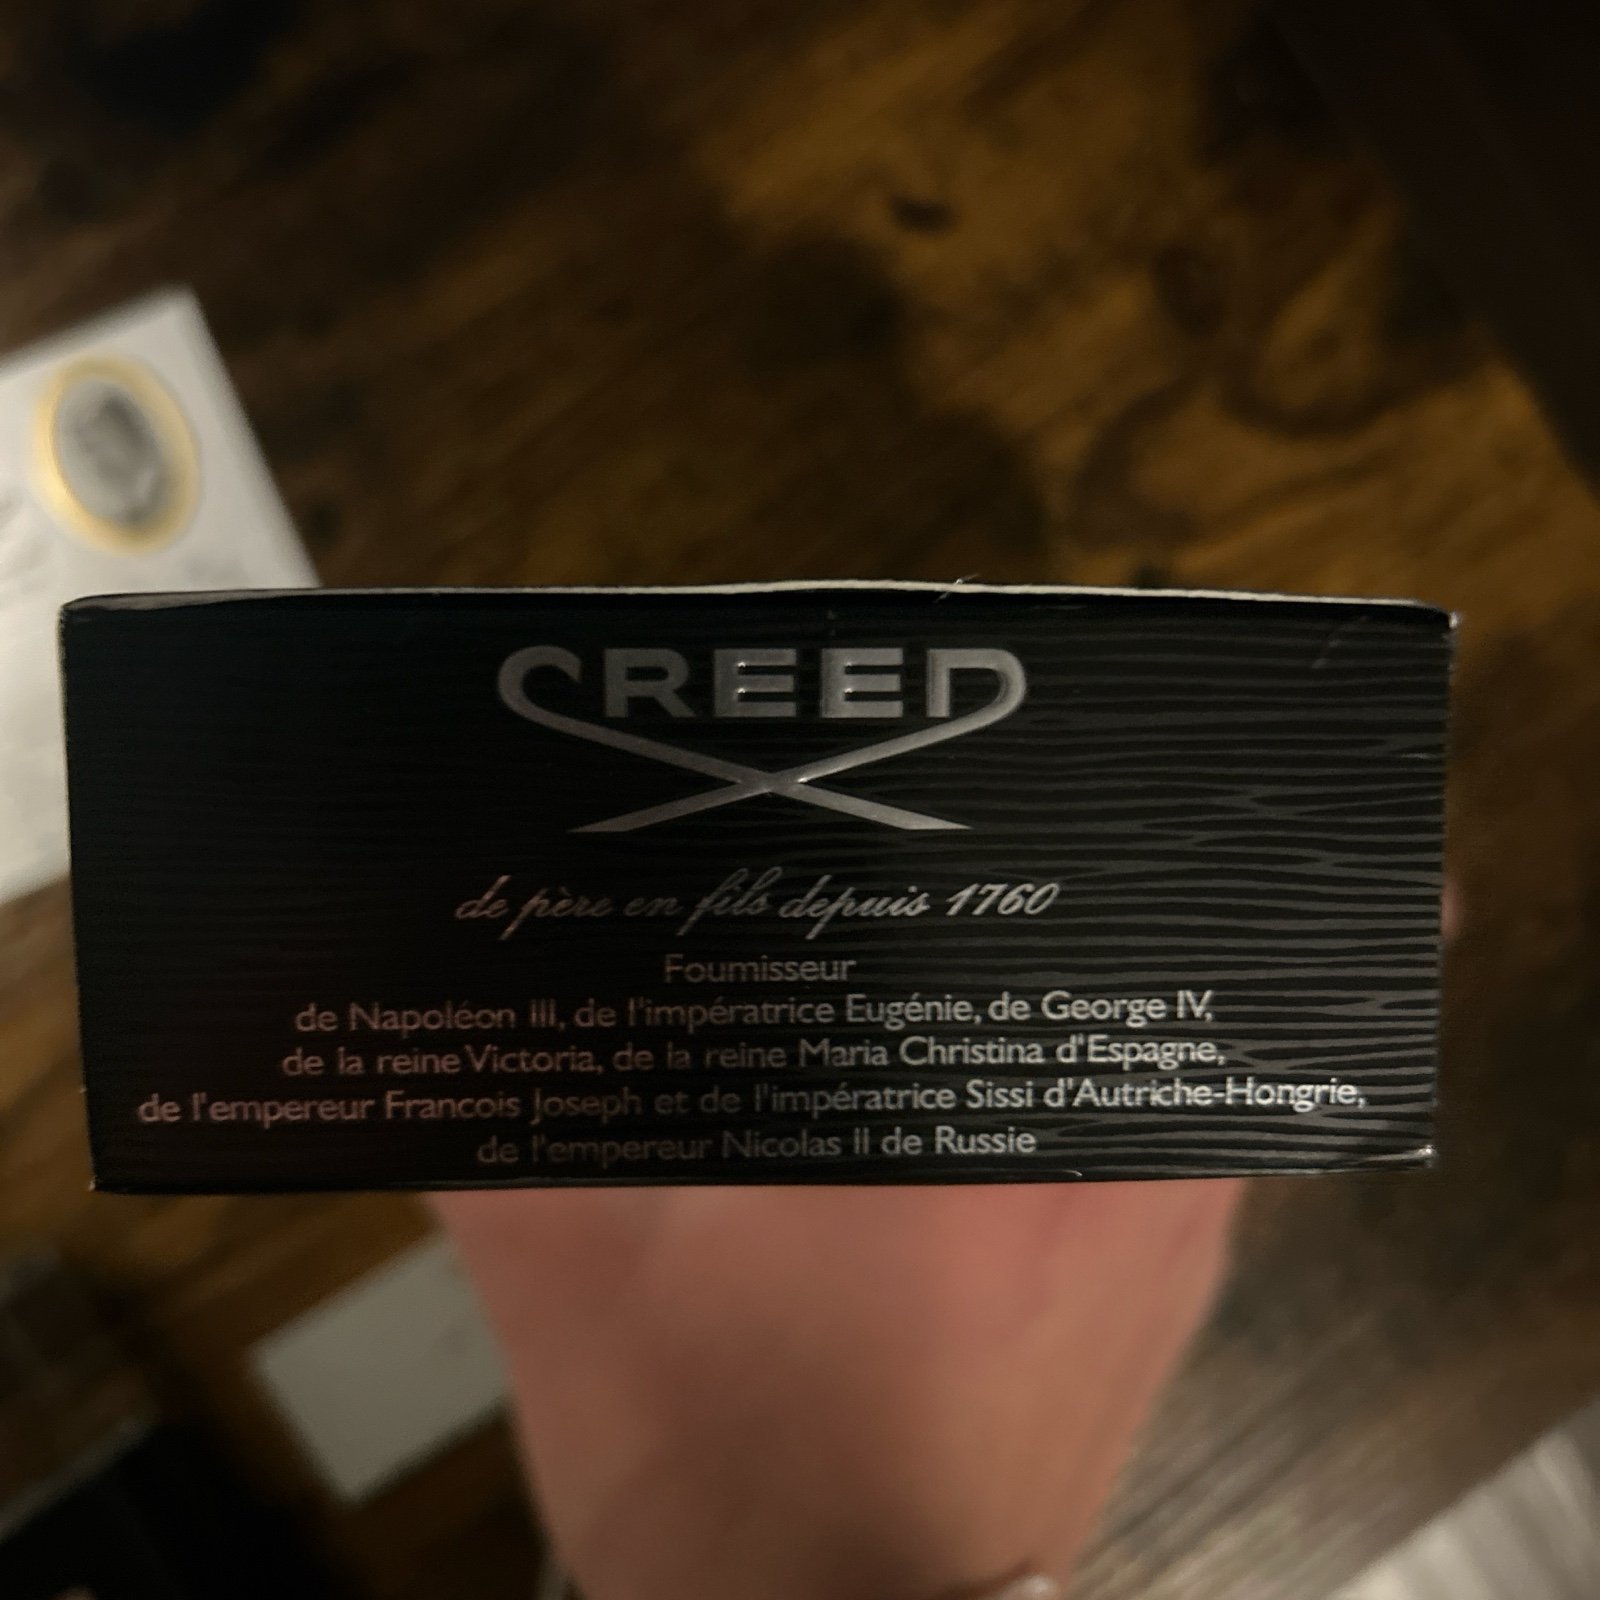 CREED
de père en fils depuis 1760
Fournisseur
de Napoléon III, de l'impératrice Eugénie, de George IV,
de la reine Victoria, de la reine Maria Christina d'Espagne,
de l'empereur Francois Joseph et de l'impératrice Sissi d'Autriche-Hongrie,
de l'empereur Nicolas II de Russie